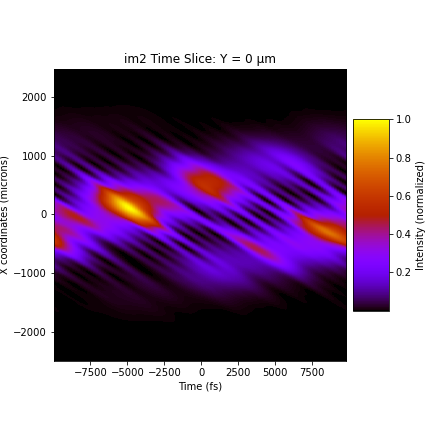 im2 Time Slice: Y = 0 μm
X coordinates (microns)
2000
1000
0
−1000
−2000
−7500 −5000 −2500 0 2500 5000 7500
Time (fs)
1.0
0.8
0.6
0.4
0.2
Intensity (normalized)